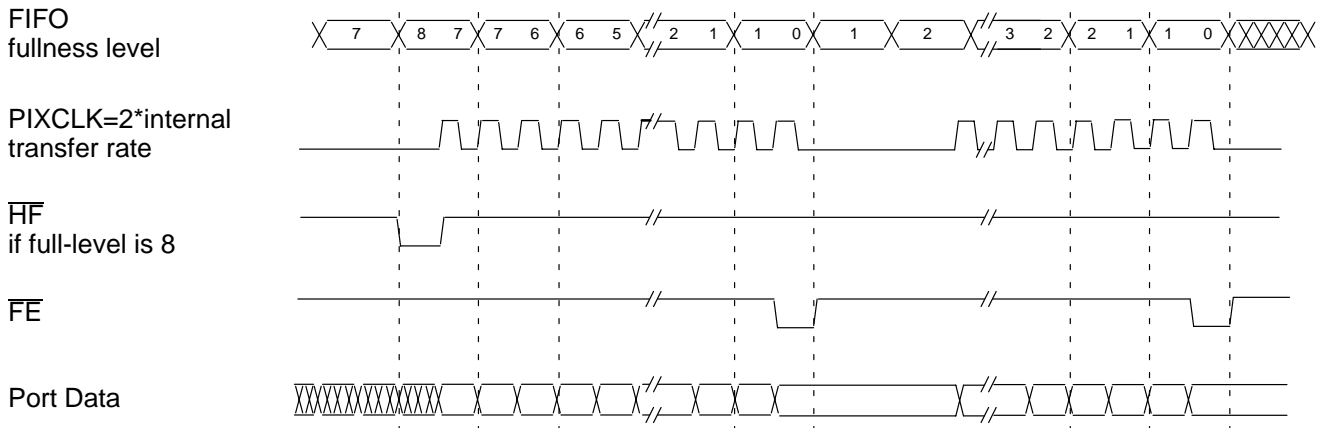 FIFO
fullness level
7 8 7 7 6 6 5 2 1 1 0 1 2 3 2 2 1 1 0
PIXCLK=2*internal
transfer rate
HF
if full-level is 8
FE
Port Data